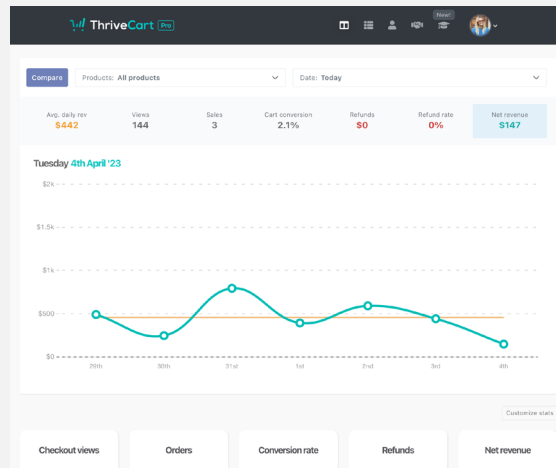 New!
ThriveCart Pro
Compare
Products: All products
Date: Today
Avg. daily rev Views Sales Cart conversion Refunds Refund rate Net revenue
$442 144 3 2.1% $0 0% $147
Tuesday 4th April '23
$2k
$1.5k
$1k
$500
$0
29th 30th 31st 1st 2nd 3rd 4th
Customize stats
Checkout views Orders Conversion rate Refunds Net revenue